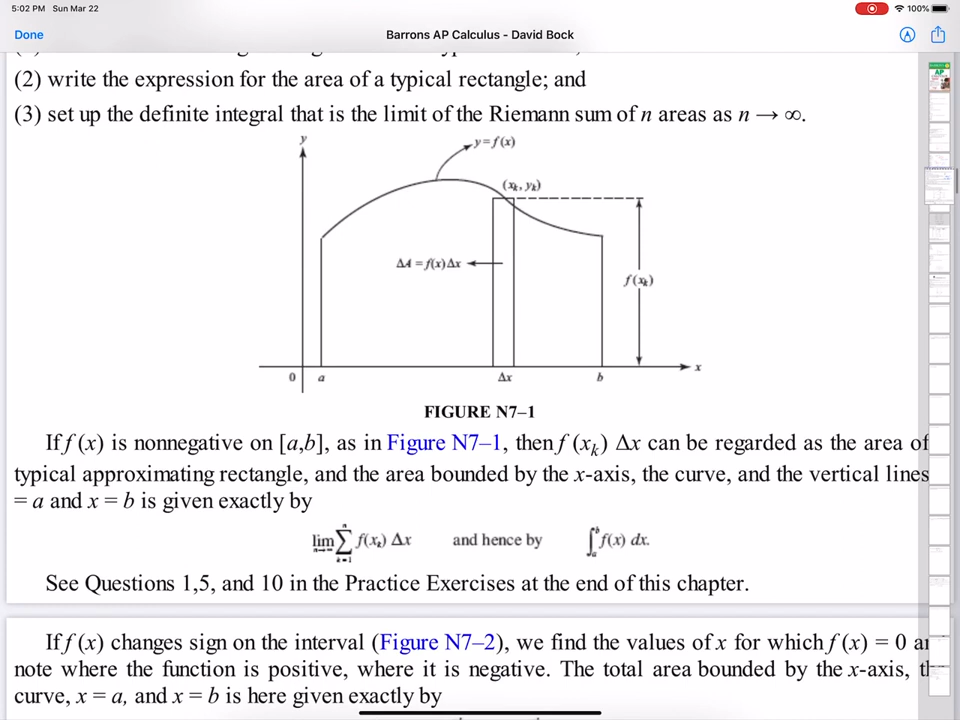 5:02 PM Sun Mar 22
100%
Done
Barrons AP Calculus - David Bock
(2) write the expression for the area of a typical rectangle; and
(3) set up the definite integral that is the limit of the Riemann sum of n areas as n → ∞.
y
y = f(x)
(xₖ, yₖ)
ΔA = f(x) Δx
f(xₖ)
0 a Δx b x
FIGURE N7–1
If f (x) is nonnegative on [a,b], as in Figure N7–1, then f (xₖ) Δx can be regarded as the area of
typical approximating rectangle, and the area bounded by the x-axis, the curve, and the vertical lines
= a and x = b is given exactly by
lim n→∞ ∑ k=1 n f(xₖ) Δx and hence by ∫ₐᵇ f(x) dx.
See Questions 1,5, and 10 in the Practice Exercises at the end of this chapter.
If f (x) changes sign on the interval (Figure N7–2), we find the values of x for which f (x) = 0
note where the function is positive, where it is negative. The total area bounded by the x-axis,
curve, x = a, and x = b is here given exactly by